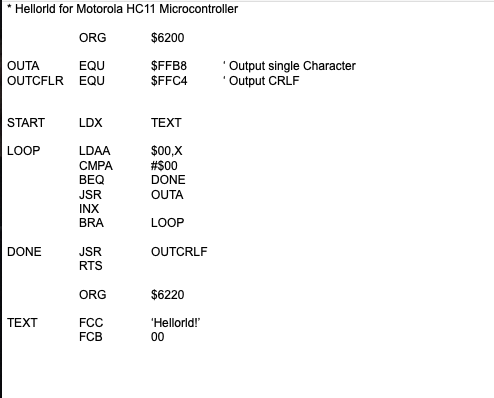 * Hellorld for Motorola HC11 Microcontroller
ORG $6200
OUTA EQU $FFB8 ‘ Output single Character
OUTCFLR EQU $FFC4 ‘ Output CRLF
START LDX TEXT
LOOP LDAA $00,X
CMPA #$00
BEQ DONE
JSR OUTA
INX
BRA LOOP
DONE JSR OUTCRLF
RTS
ORG $6220
TEXT FCC ‘Hellorld!’
FCB 00